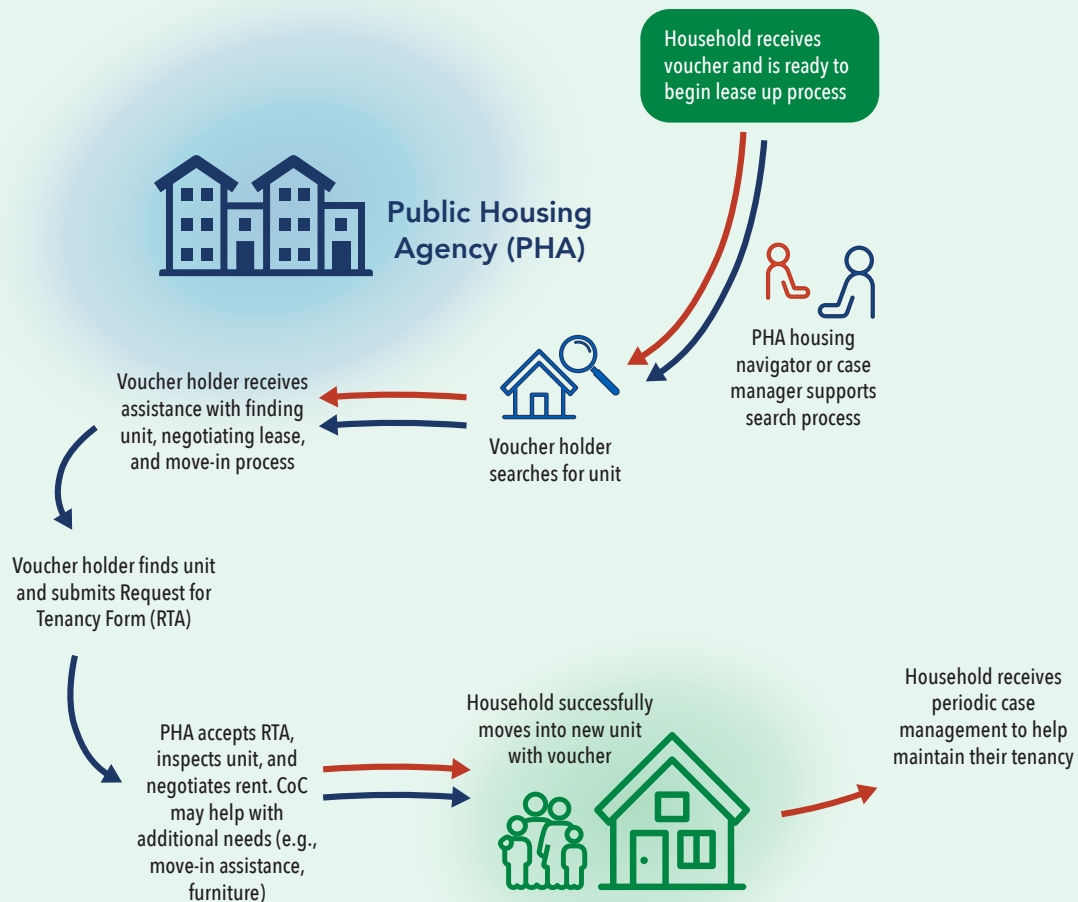 Household receives
voucher and is ready to
begin lease up process
Public Housing
Agency (PHA)
PHA housing
navigator or case
manager supports
search process
Voucher holder
searches for unit
Voucher holder receives
assistance with finding
unit, negotiating lease,
and move-in process
Voucher holder finds unit
and submits Request for
Tenancy Form (RTA)
PHA accepts RTA,
inspects unit, and
negotiates rent. CoC
may help with
additional needs (e.g.,
move-in assistance,
furniture)
Household successfully
moves into new unit
with voucher
Household receives
periodic case
management to help
maintain their tenancy